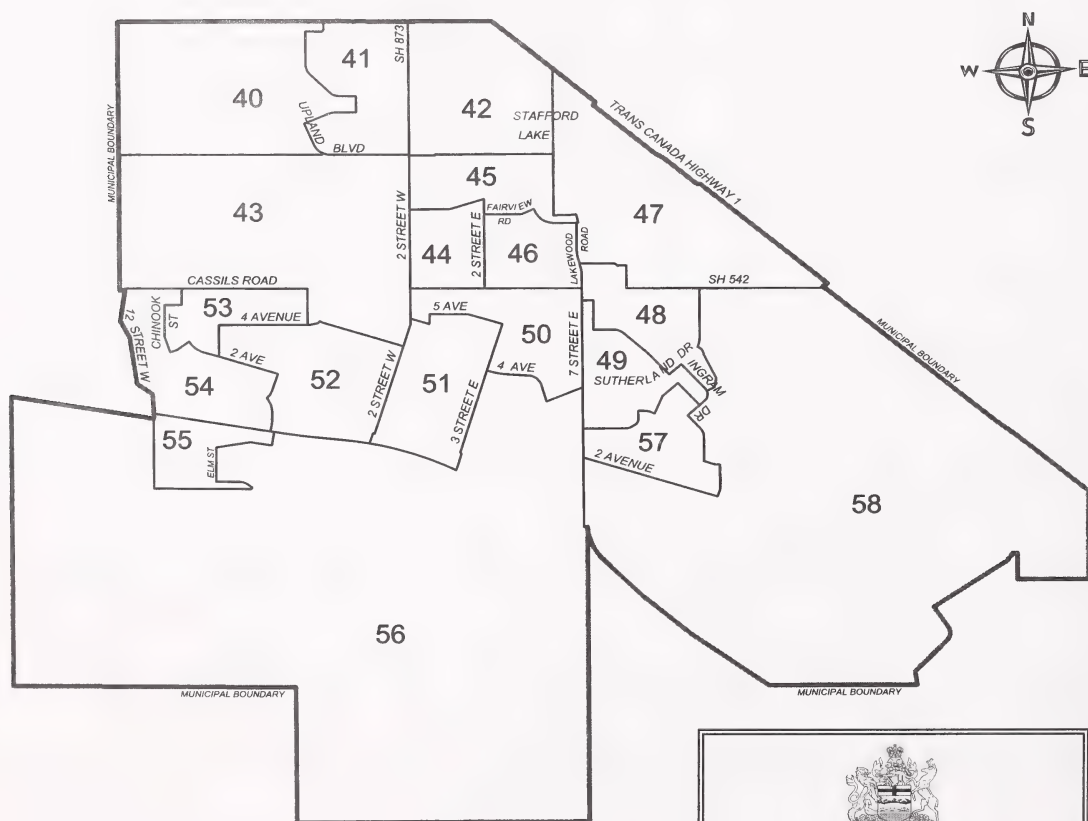 N
W E
S
SH 873
41
40
42
STAFFORD
LAKE
UPLAND
BLVD
MUNICIPAL BOUNDARY
TRANS CANADA HIGHWAY 1
45
43
47
2 STREET W
FAIRVIEW
RD
44
2 STREET E
46
LAKEWOOD
ROAD
CASSILS ROAD
SH 542
12 STREET W
CHINOOK
ST
53
4 AVENUE
5 AVE
50
48
MUNICIPAL BOUNDARY
2 AVE
52
2 STREET W
51
4 AVE
7 STREET E
49
SUTHERLAND DR
INGRAM
DR
54
3 STREET E
55
ELM ST
57
2 AVENUE
58
56
MUNICIPAL BOUNDARY
MUNICIPAL BOUNDARY